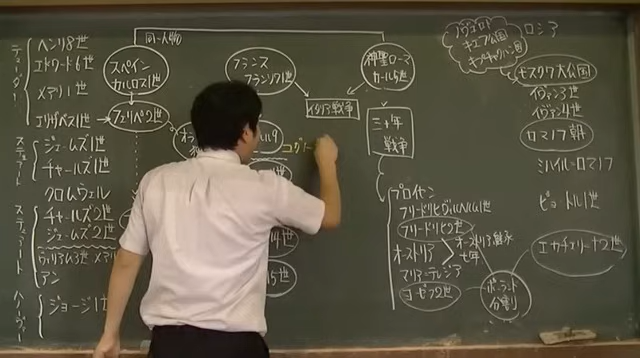 テューダー
ヘンリ8世
エドワード6世
メアリ1世
エリザベス1世
ステュアート
ジェームズ1世
チャールズ1世
クロムウェル
ステュアート
チャールズ2世
ジェームズ2世
ウィリアム3世 メアリ
アン
ハノーヴァー
ジョージ1世
同一人物
スペイン
カルロス1世
フェリペ2世
フランス
フランソワ1世
神聖ローマ
カール5世
イタリア戦争
三十年
戦争
14世
15世
プロイセン
フリードリヒ=ヴィルヘルム1世
フリードリヒ2世
オーストリア
マリア=テレジア
ヨーゼフ2世
オーストリア継承
七年
ポーランド
分割
ノヴゴロド
キエフ公国
キプチャク=ハン国
ロシア
モスクワ大公国
イヴァン3世
イヴァン4世
ロマノフ朝
ミハイル=ロマノフ
ピョートル1世
エカチェリーナ2世